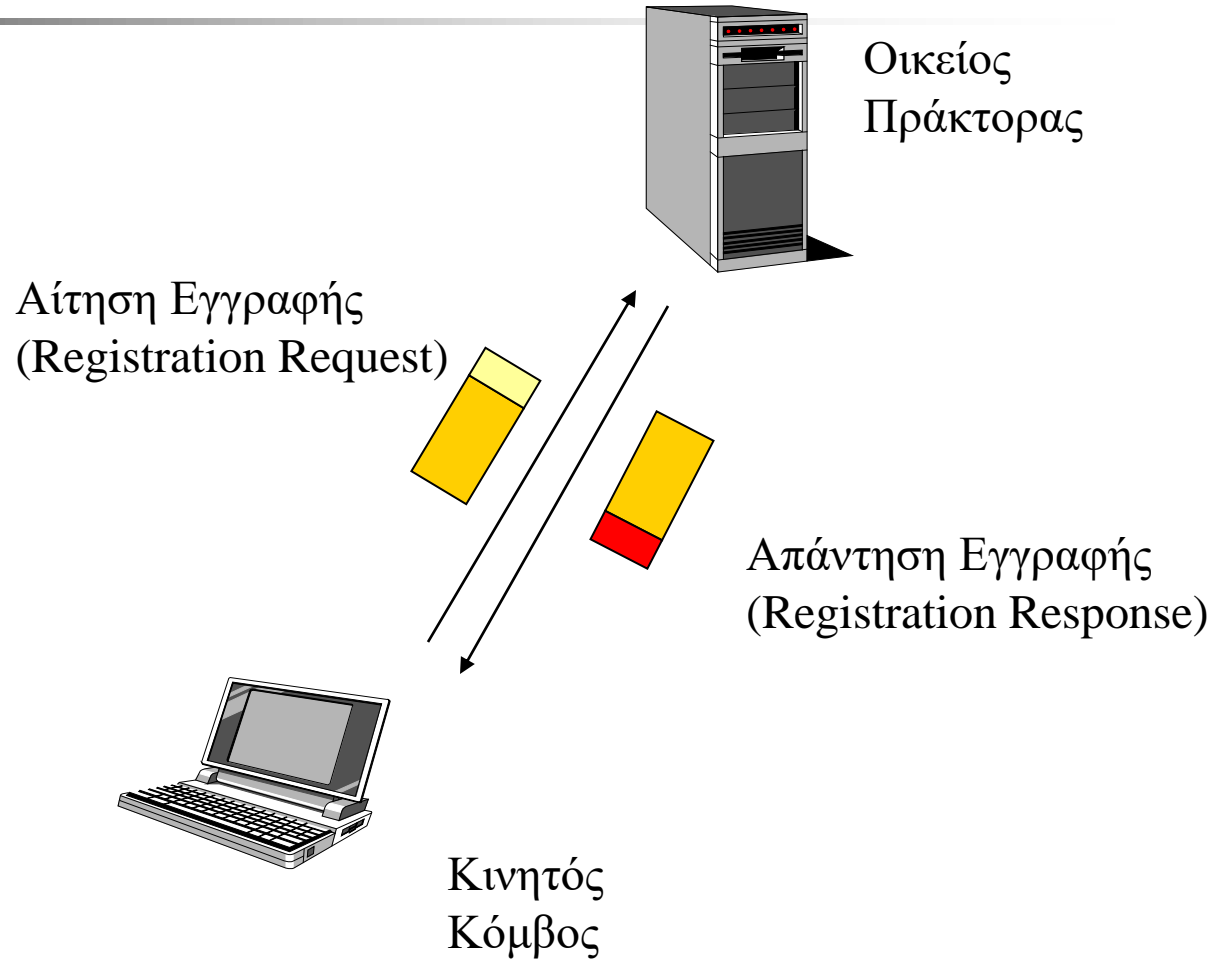 Οικείος
Πράκτορας
Αίτηση Εγγραφής
(Registration Request)
Απάντηση Εγγραφής
(Registration Response)
Κινητός
Κόμβος